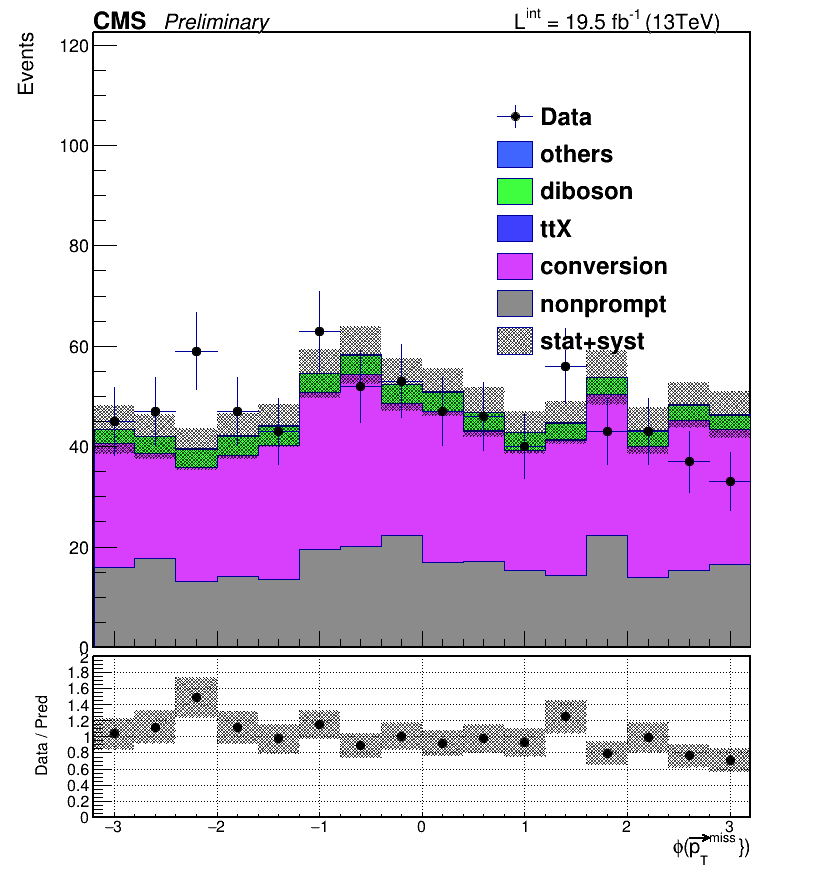 CMS Preliminary L^int = 19.5 fb^-1 (13TeV)
Events
120
100
80
60
40
20
0
Data
others
diboson
ttX
conversion
nonprompt
stat+syst
Data / Pred
2
1.8
1.6
1.4
1.2
1
0.8
0.6
0.4
0.2
0
−3 −2 −1 0 1 2 3
ϕ(p_T^miss })